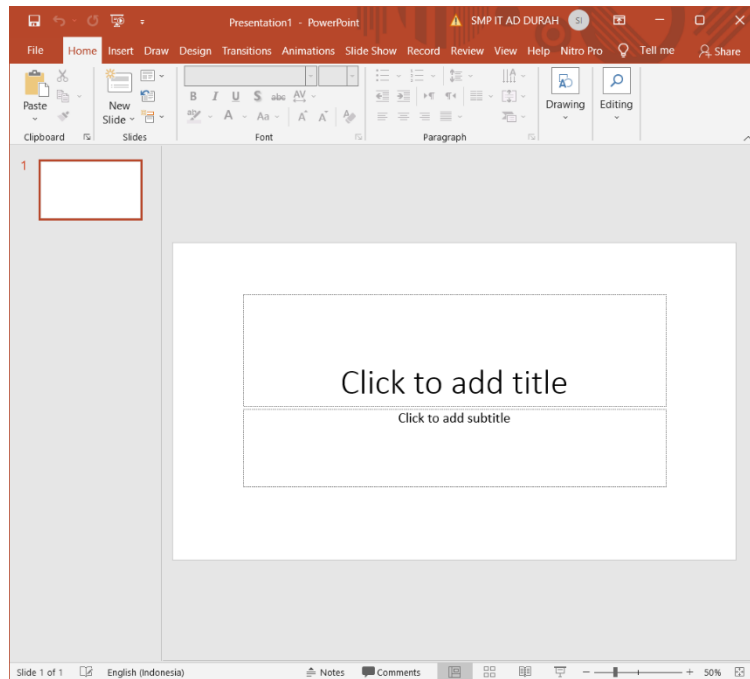 Presentation1 - PowerPoint
SMP IT AD DURAH SI
File Home Insert Draw Design Transitions Animations Slide Show Record Review View Help Nitro Pro Tell me Share
Paste
New
Slide
B I U S abc AV
A Aa A A A
Drawing
Editing
Clipboard Slides Font Paragraph
1
Click to add title
Click to add subtitle
Slide 1 of 1 English (Indonesia) Notes Comments 50%